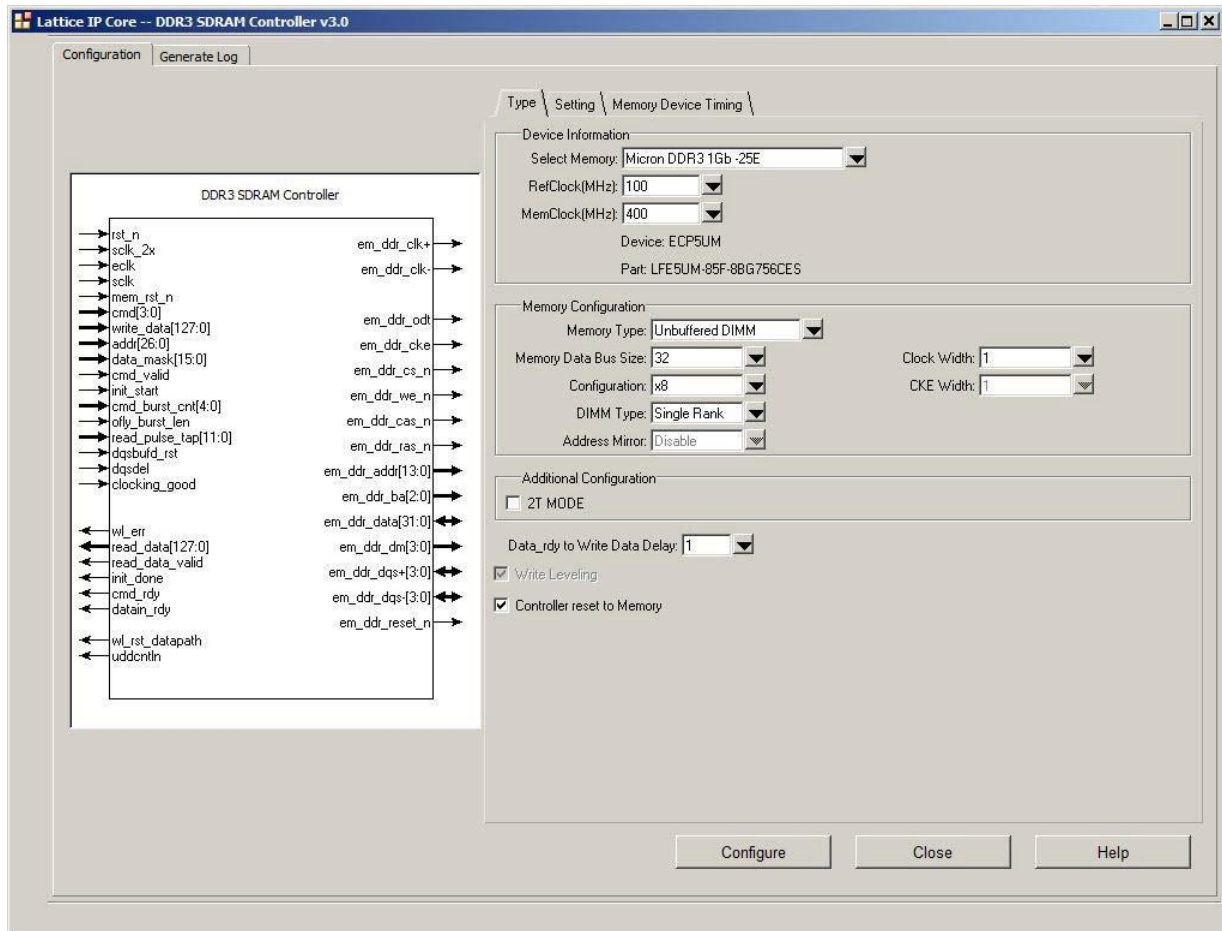 Lattice IP Core -- DDR3 SDRAM Controller v3.0
Configuration
Generate Log
DDR3 SDRAM Controller
rst_n
sclk_2x
eclk
sclk
mem_rst_n
cmd[3:0]
write_data[127:0]
addr[26:0]
data_mask[15:0]
cmd_valid
init_start
cmd_burst_cnt[4:0]
ofly_burst_len
read_pulse_tap[11:0]
dqsbufd_rst
dqsdel
clocking_good
wl_err
read_data[127:0]
read_data_valid
init_done
cmd_rdy
datain_rdy
wl_rst_datapath
uddcntln
em_ddr_clk+
em_ddr_clk-
em_ddr_odt
em_ddr_cke
em_ddr_cs_n
em_ddr_we_n
em_ddr_cas_n
em_ddr_ras_n
em_ddr_addr[13:0]
em_ddr_ba[2:0]
em_ddr_data[31:0]
em_ddr_dm[3:0]
em_ddr_dqs+[3:0]
em_ddr_dqs-[3:0]
em_ddr_reset_n
Type
Setting
Memory Device Timing
Device Information
Select Memory: Micron DDR3 1Gb -25E
RefClock(MHz): 100
MemClock(MHz): 400
Device: ECP5UM
Part: LFE5UM-85F-8BG756CES
Memory Configuration
Memory Type: Unbuffered DIMM
Memory Data Bus Size: 32
Clock Width: 1
Configuration: x8
CKE Width: 1
DIMM Type: Single Rank
Address Mirror: Disable
Additional Configuration
2T MODE
Data_rdy to Write Data Delay: 1
Write Leveling
Controller reset to Memory
Configure
Close
Help